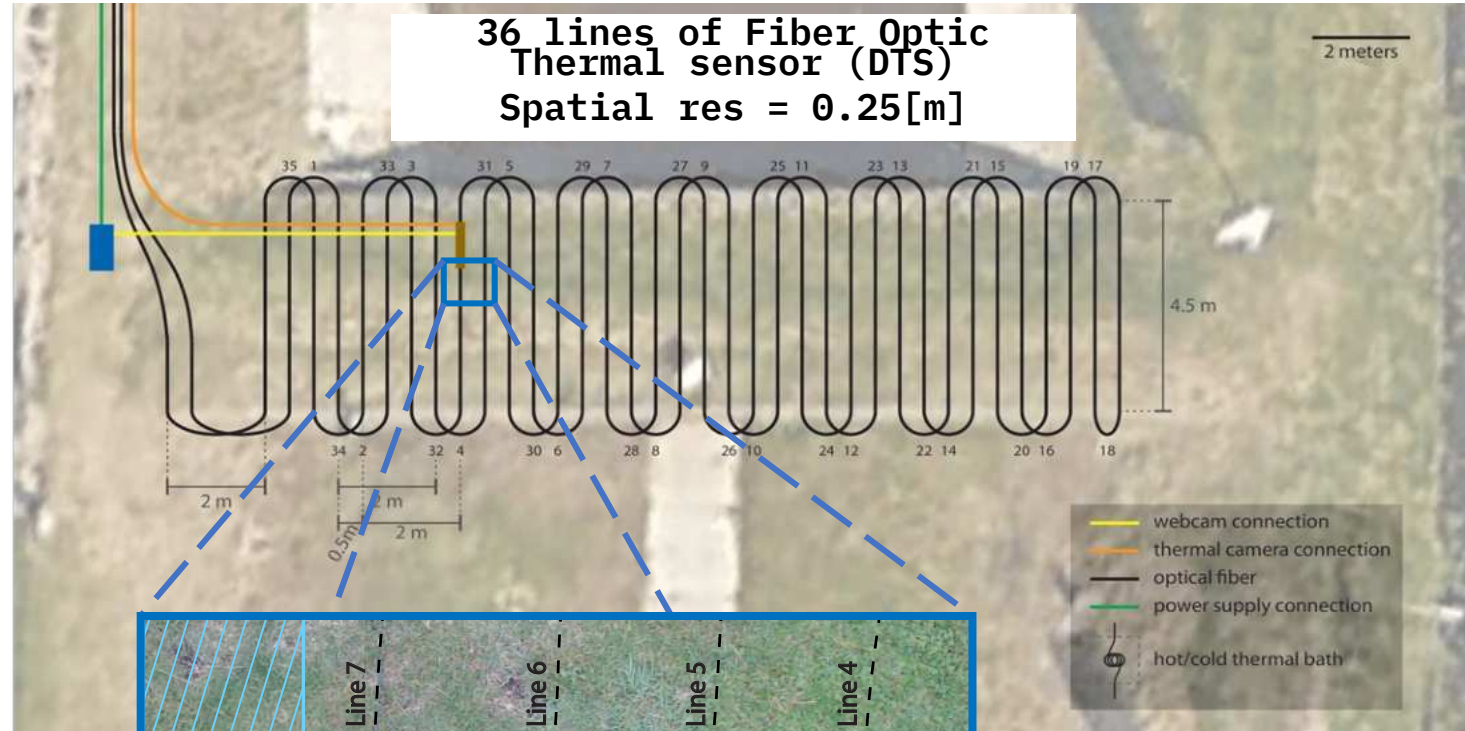 36 lines of Fiber Optic
Thermal sensor (DTS)
Spatial res = 0.25[m]
2 meters
35 1 33 3 31 5 29 7 27 9 25 11 23 13 21 15 19 17
4.5 m
34 2 32 4 30 6 28 8 26 10 24 12 22 14 20 16 18
2 m
2 m
0.5m
2 m
webcam connection
thermal camera connection
optical fiber
power supply connection
hot/cold thermal bath
Line 7
Line 6
Line 5
Line 4